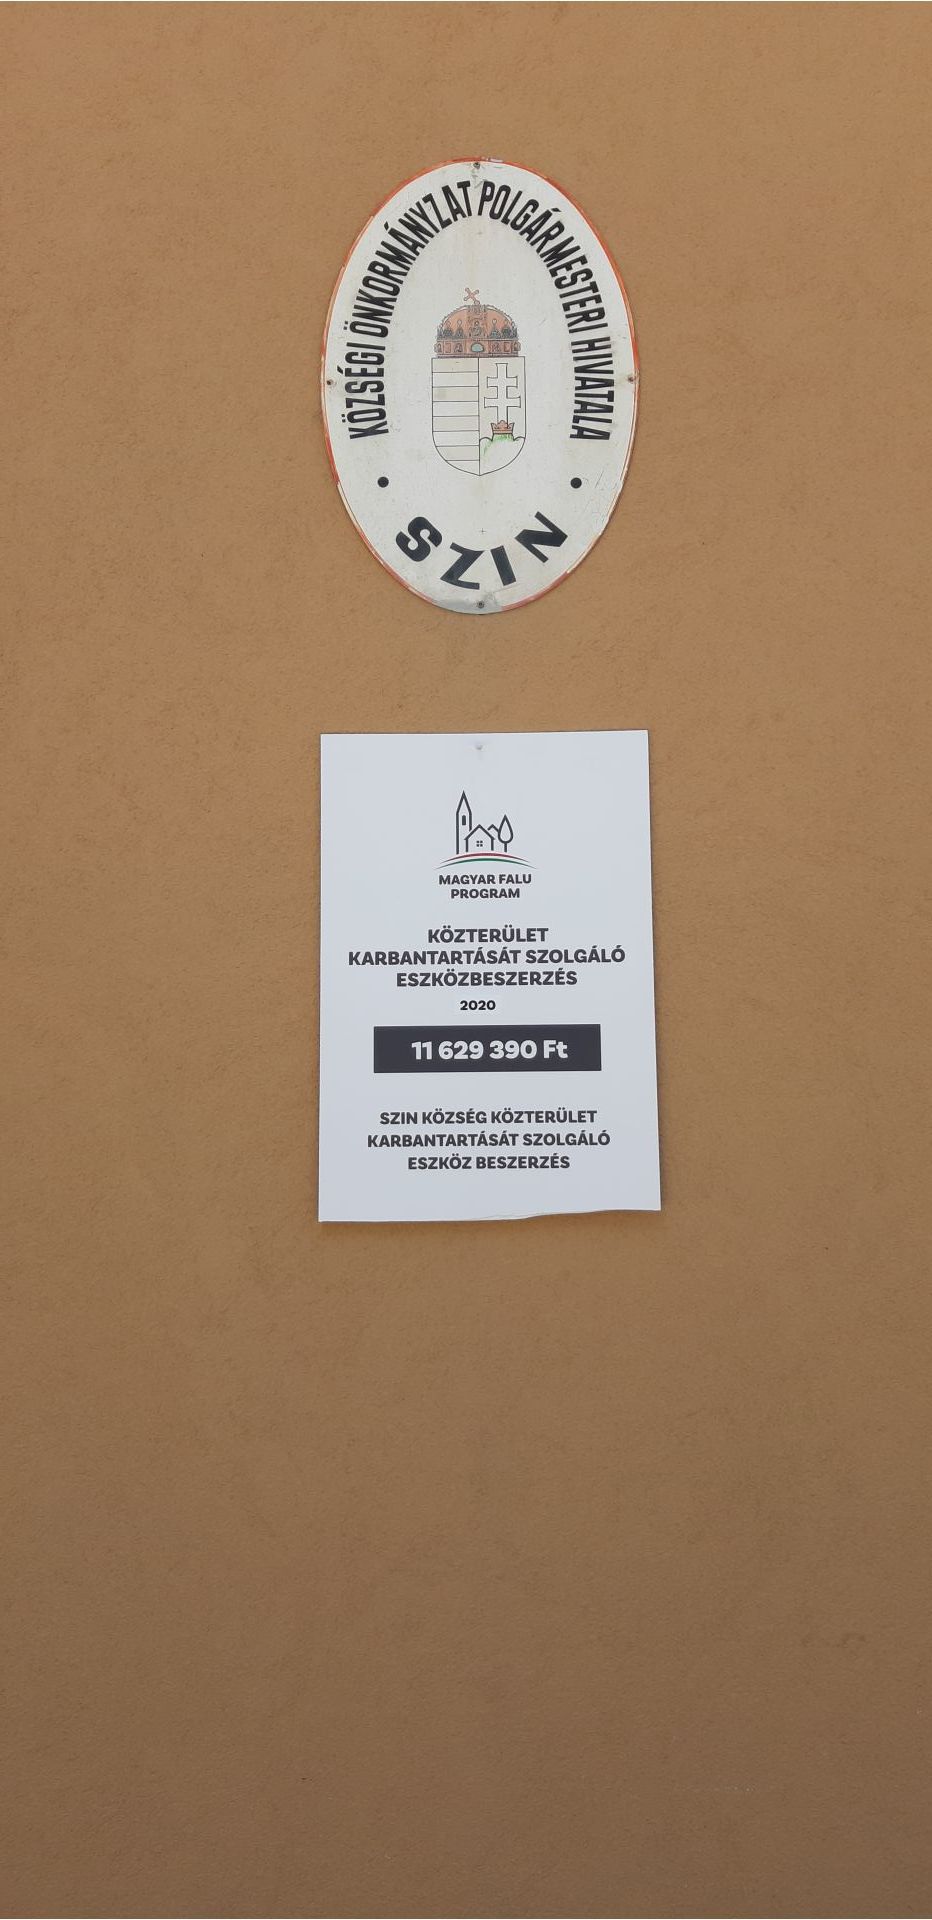 KÖZSÉGI ÖNKORMÁNYZAT POLGÁRMESTERI HIVATALA
• SZIN •
MAGYAR FALU
PROGRAM
KÖZTERÜLET
KARBANTARTÁSÁT SZOLGÁLÓ
ESZKÖZBESZERZÉS
2020
11 629 390 Ft
SZIN KÖZSÉG KÖZTERÜLET
KARBANTARTÁSÁT SZOLGÁLÓ
ESZKÖZ BESZERZÉS